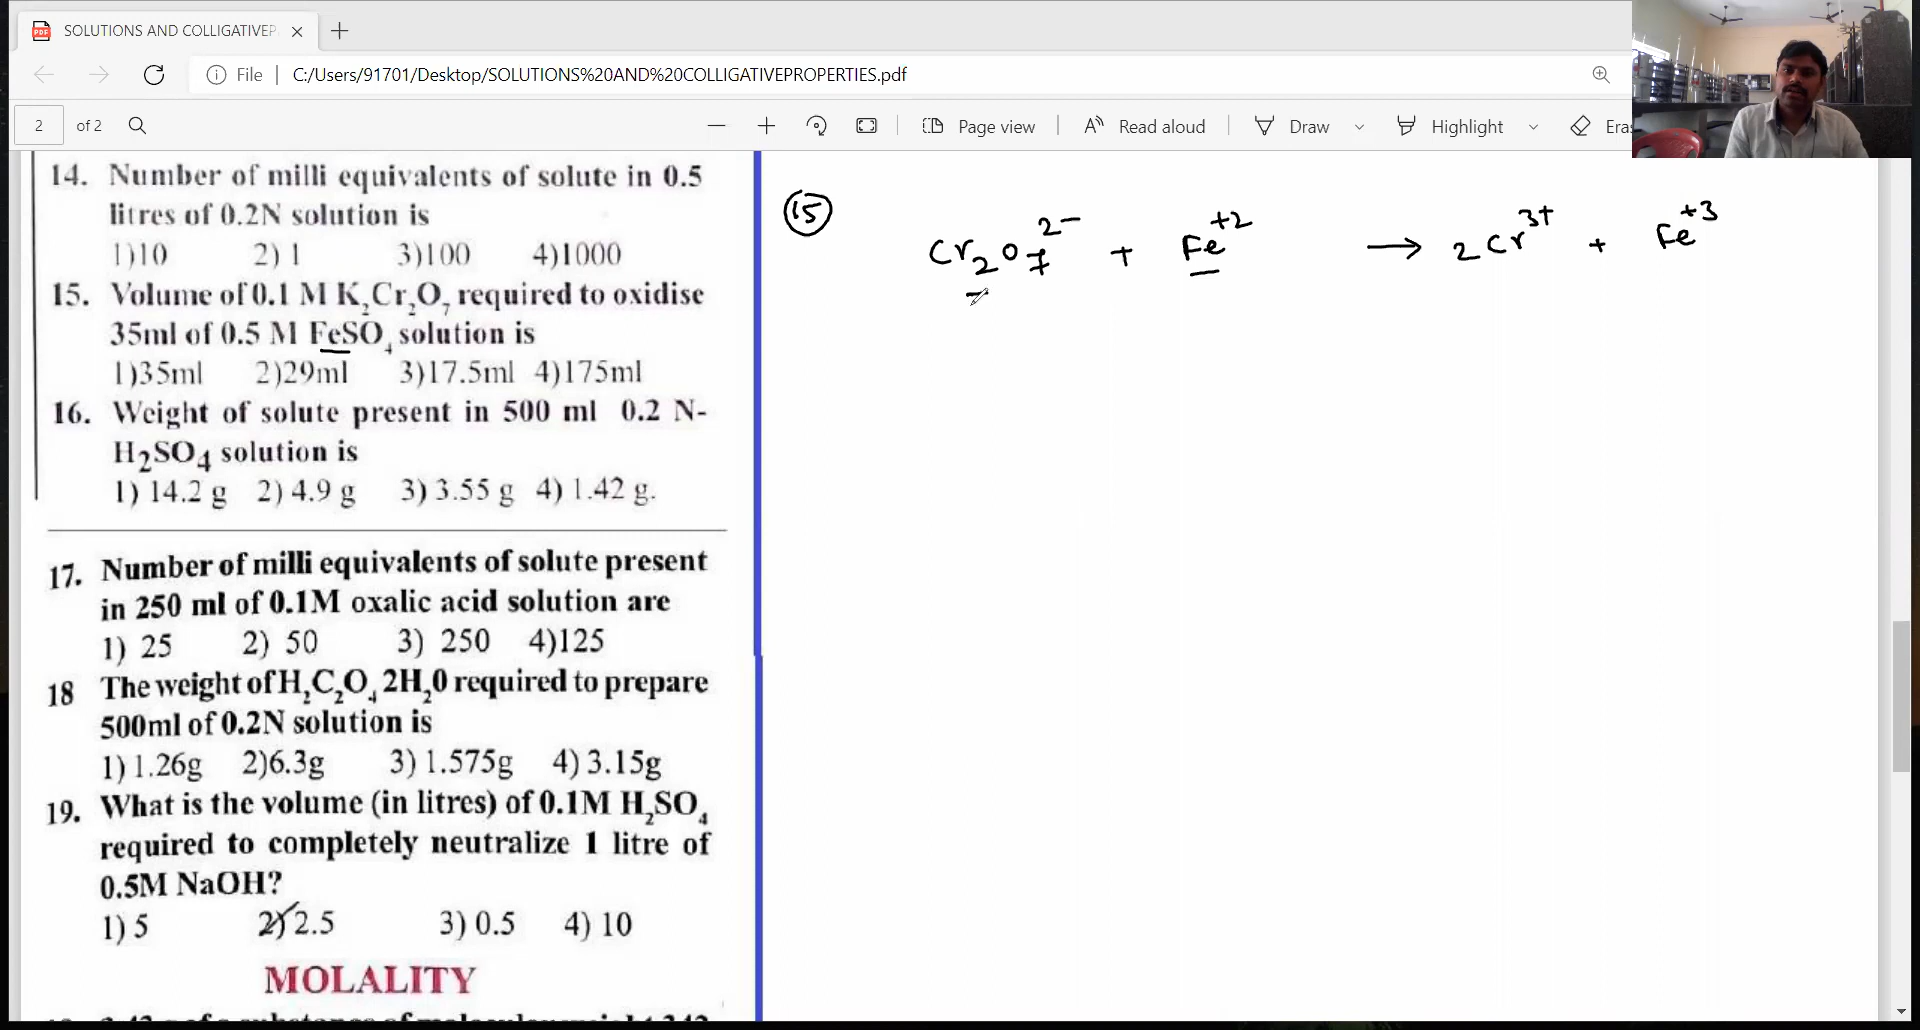 SOLUTIONS AND COLLIGATIVEP
File | C:/Users/91701/Desktop/SOLUTIONS%20AND%20COLLIGATIVEPROPERTIES.pdf
2 of 2 Page view Read aloud Draw Highlight Eras
14. Number of milli equivalents of solute in 0.5
litres of 0.2N solution is
1)10 2) 1 3)100 4)1000
15. Volume of 0.1 M K₂Cr₂O₇ required to oxidise
35ml of 0.5 M FeSO₄ solution is
1)35ml 2)29ml 3)17.5ml 4)175ml
16. Weight of solute present in 500 ml 0.2 N-
H₂SO₄ solution is
1) 14.2 g 2) 4.9 g 3) 3.55 g 4) 1.42 g.
17. Number of milli equivalents of solute present
in 250 ml of 0.1M oxalic acid solution are
1) 25 2) 50 3) 250 4)125
18 The weight of H₂C₂O₄ 2H₂0 required to prepare
500ml of 0.2N solution is
1) 1.26g 2)6.3g 3) 1.575g 4) 3.15g
19. What is the volume (in litres) of 0.1M H₂SO₄
required to completely neutralize 1 litre of
0.5M NaOH?
1) 5 2) 2.5 3) 0.5 4) 10
MOLALITY
15
Cr₂O₇²⁻ + Fe⁺² → 2Cr³⁺ + Fe⁺³